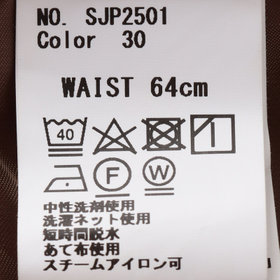 NO. SJP2501
Color 30
WAIST 64cm
40
F W
中性洗剤使用
洗濯ネット使用
短時間脱水
あて布使用
スチームアイロン可